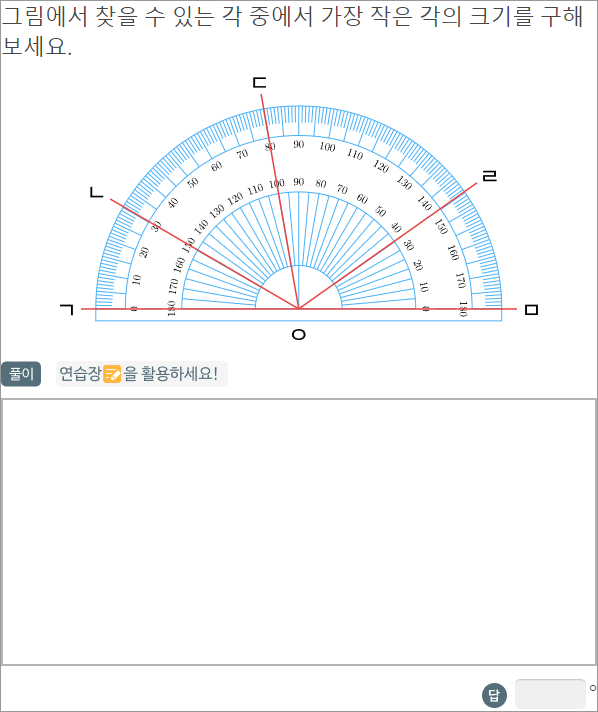 그림에서 찾을 수 있는 각 중에서 가장 작은 각의 크기를 구해
보세요.
ㄷ
ㄴ
ㄹ
0 10 20 30 40 50 60 70 80 90 100 110 120 130 140 150 160 170 180
180 170 160 150 140 130 120 110 100 90 80 70 60 50 40 30 20 10 0
ㄱ
ㅁ
ㅇ
풀이 연습장을 활용하세요!
답 °